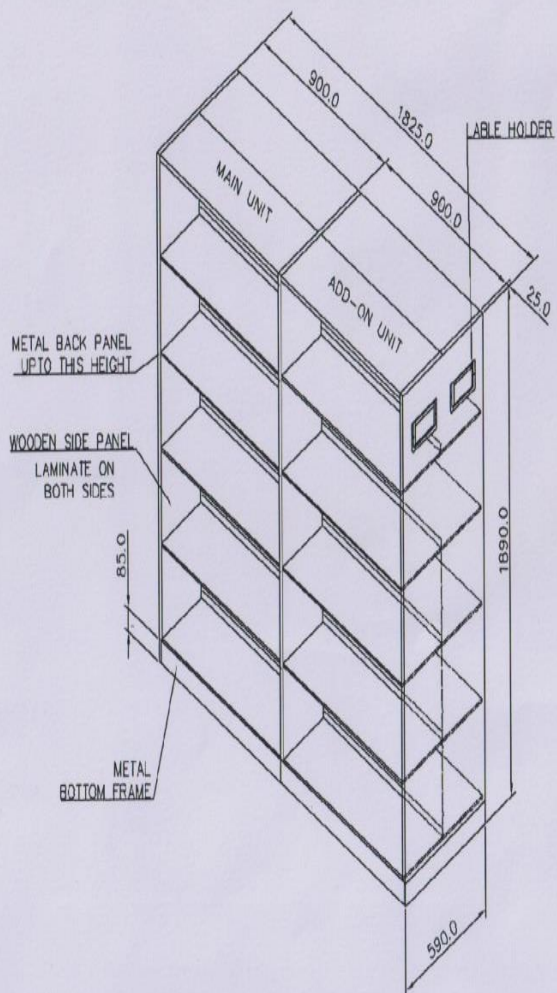 900.0
1825.0
LABLE HOLDER
MAIN UNIT
900.0
ADD-ON UNIT
25.0
METAL BACK PANEL
UPTO THIS HEIGHT
WOODEN SIDE PANEL
LAMINATE ON
BOTH SIDES
85.0
1890.0
METAL
BOTTOM FRAME
590.0